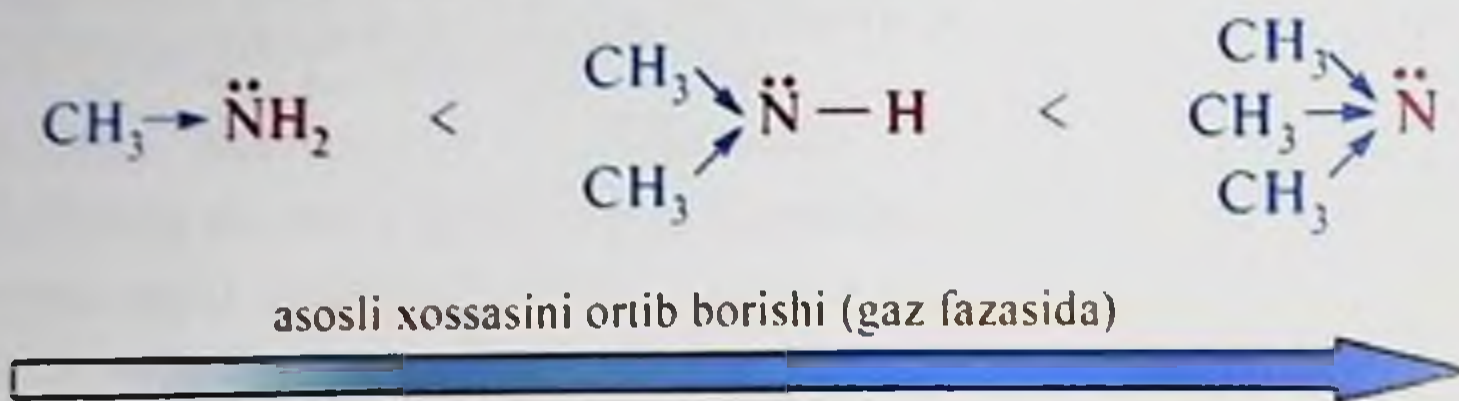 CH₃→N̈H₂ < CH₃ N̈—H < CH₃ N̈
CH₃ CH₃
CH₃
asosli xossasini ortib borishi (gaz fazasida)